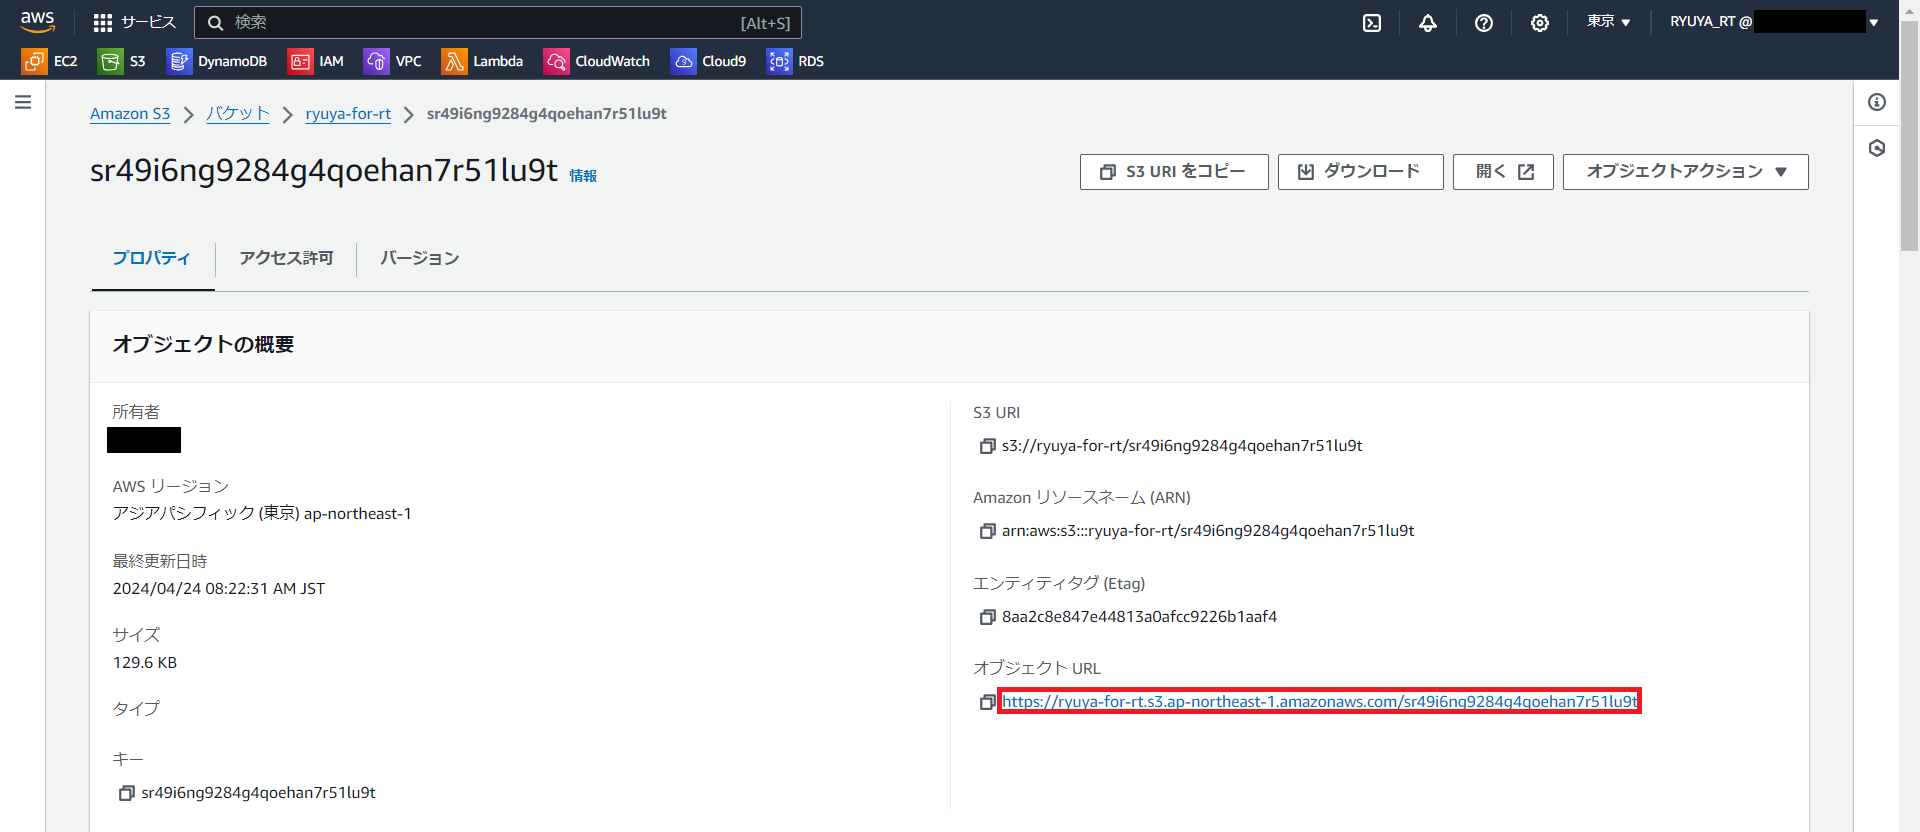 aws サービス 検索 [Alt+S] 東京 RYUYA_RT @
EC2 S3 DynamoDB IAM VPC Lambda CloudWatch Cloud9 RDS
Amazon S3 バケット ryuya-for-rt sr49i6ng9284g4qoehan7r51lu9t
sr49i6ng9284g4qoehan7r51lu9t 情報
S3 URI をコピー ダウンロード 開く オブジェクトアクション
プロパティ アクセス許可 バージョン
オブジェクトの概要
所有者
AWS リージョン
アジアパシフィック (東京) ap-northeast-1
最終更新日時
2024/04/24 08:22:31 AM JST
サイズ
129.6 KB
タイプ
キー
sr49i6ng9284g4qoehan7r51lu9t
S3 URI
s3://ryuya-for-rt/sr49i6ng9284g4qoehan7r51lu9t
Amazon リソースネーム (ARN)
arn:aws:s3:::ryuya-for-rt/sr49i6ng9284g4qoehan7r51lu9t
エンティティタグ (Etag)
8aa2c8e847e44813a0afcc9226b1aaf4
オブジェクト URL
https://ryuya-for-rt.s3.ap-northeast-1.amazonaws.com/sr49i6ng9284g4qoehan7r51lu9t